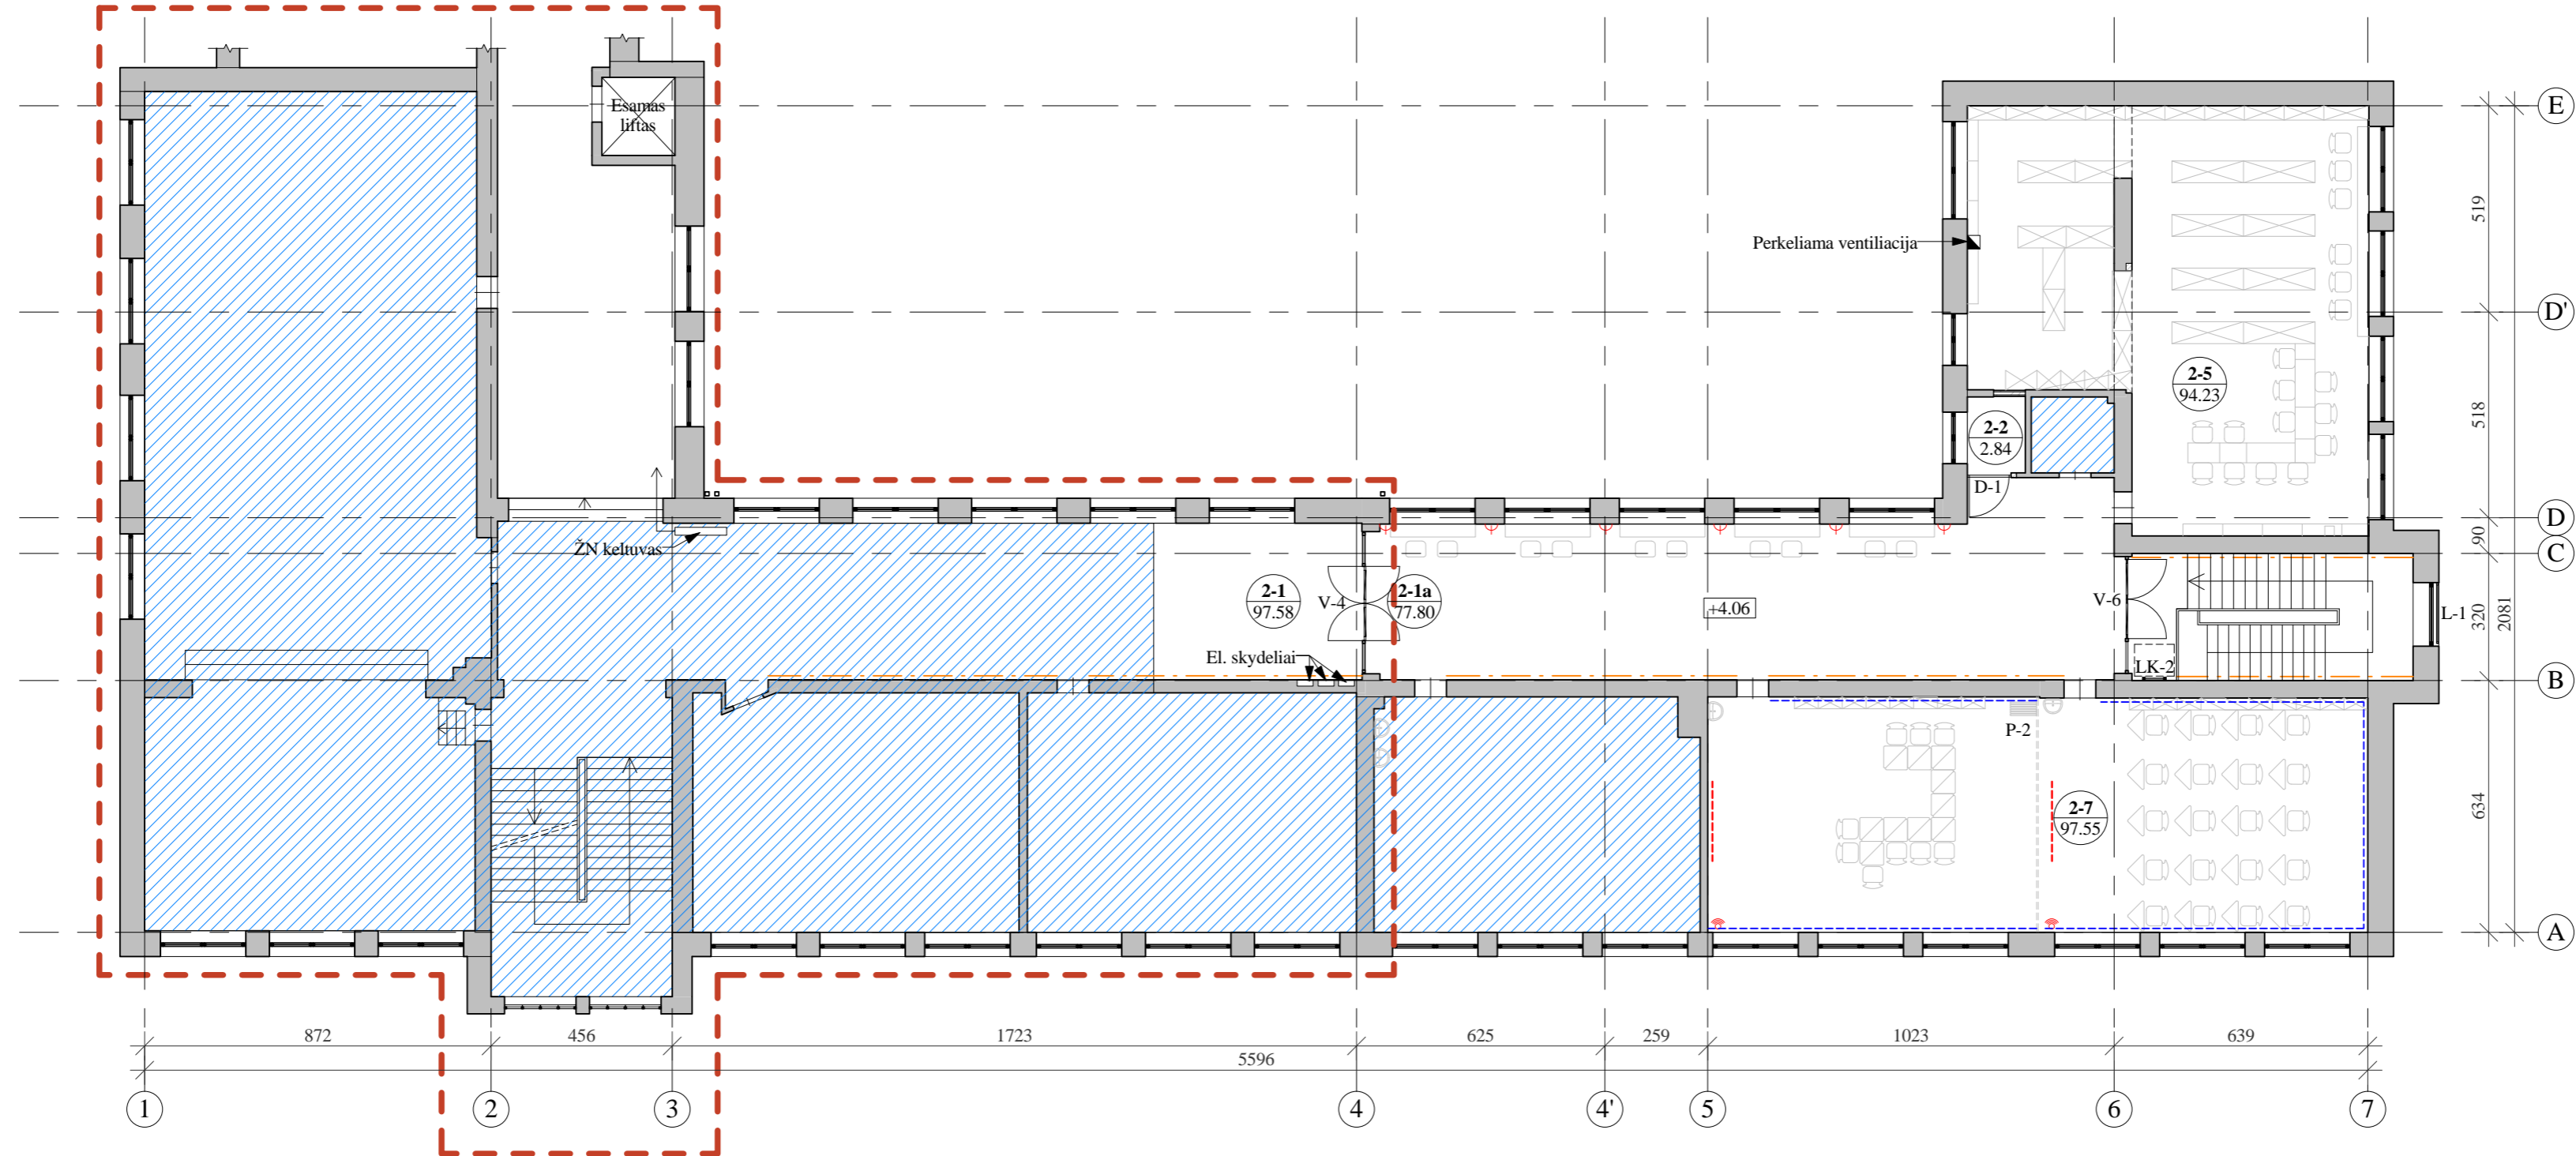 Esamas
liftas
E
Perkeliama ventiliacija
519
D'
2-5
94.23
518
2-2
2.84
D-1
D
90
C
ŽN keltuvas
2-1
97.58
V-4
2-1a
77.80
+4.06
V-6
L-1
320
2081
El. skydeliai
LK-2
B
P-2
2-7
97.55
634
A
872
456
1723
625
259
1023
639
5596
1
2
3
4
4'
5
6
7